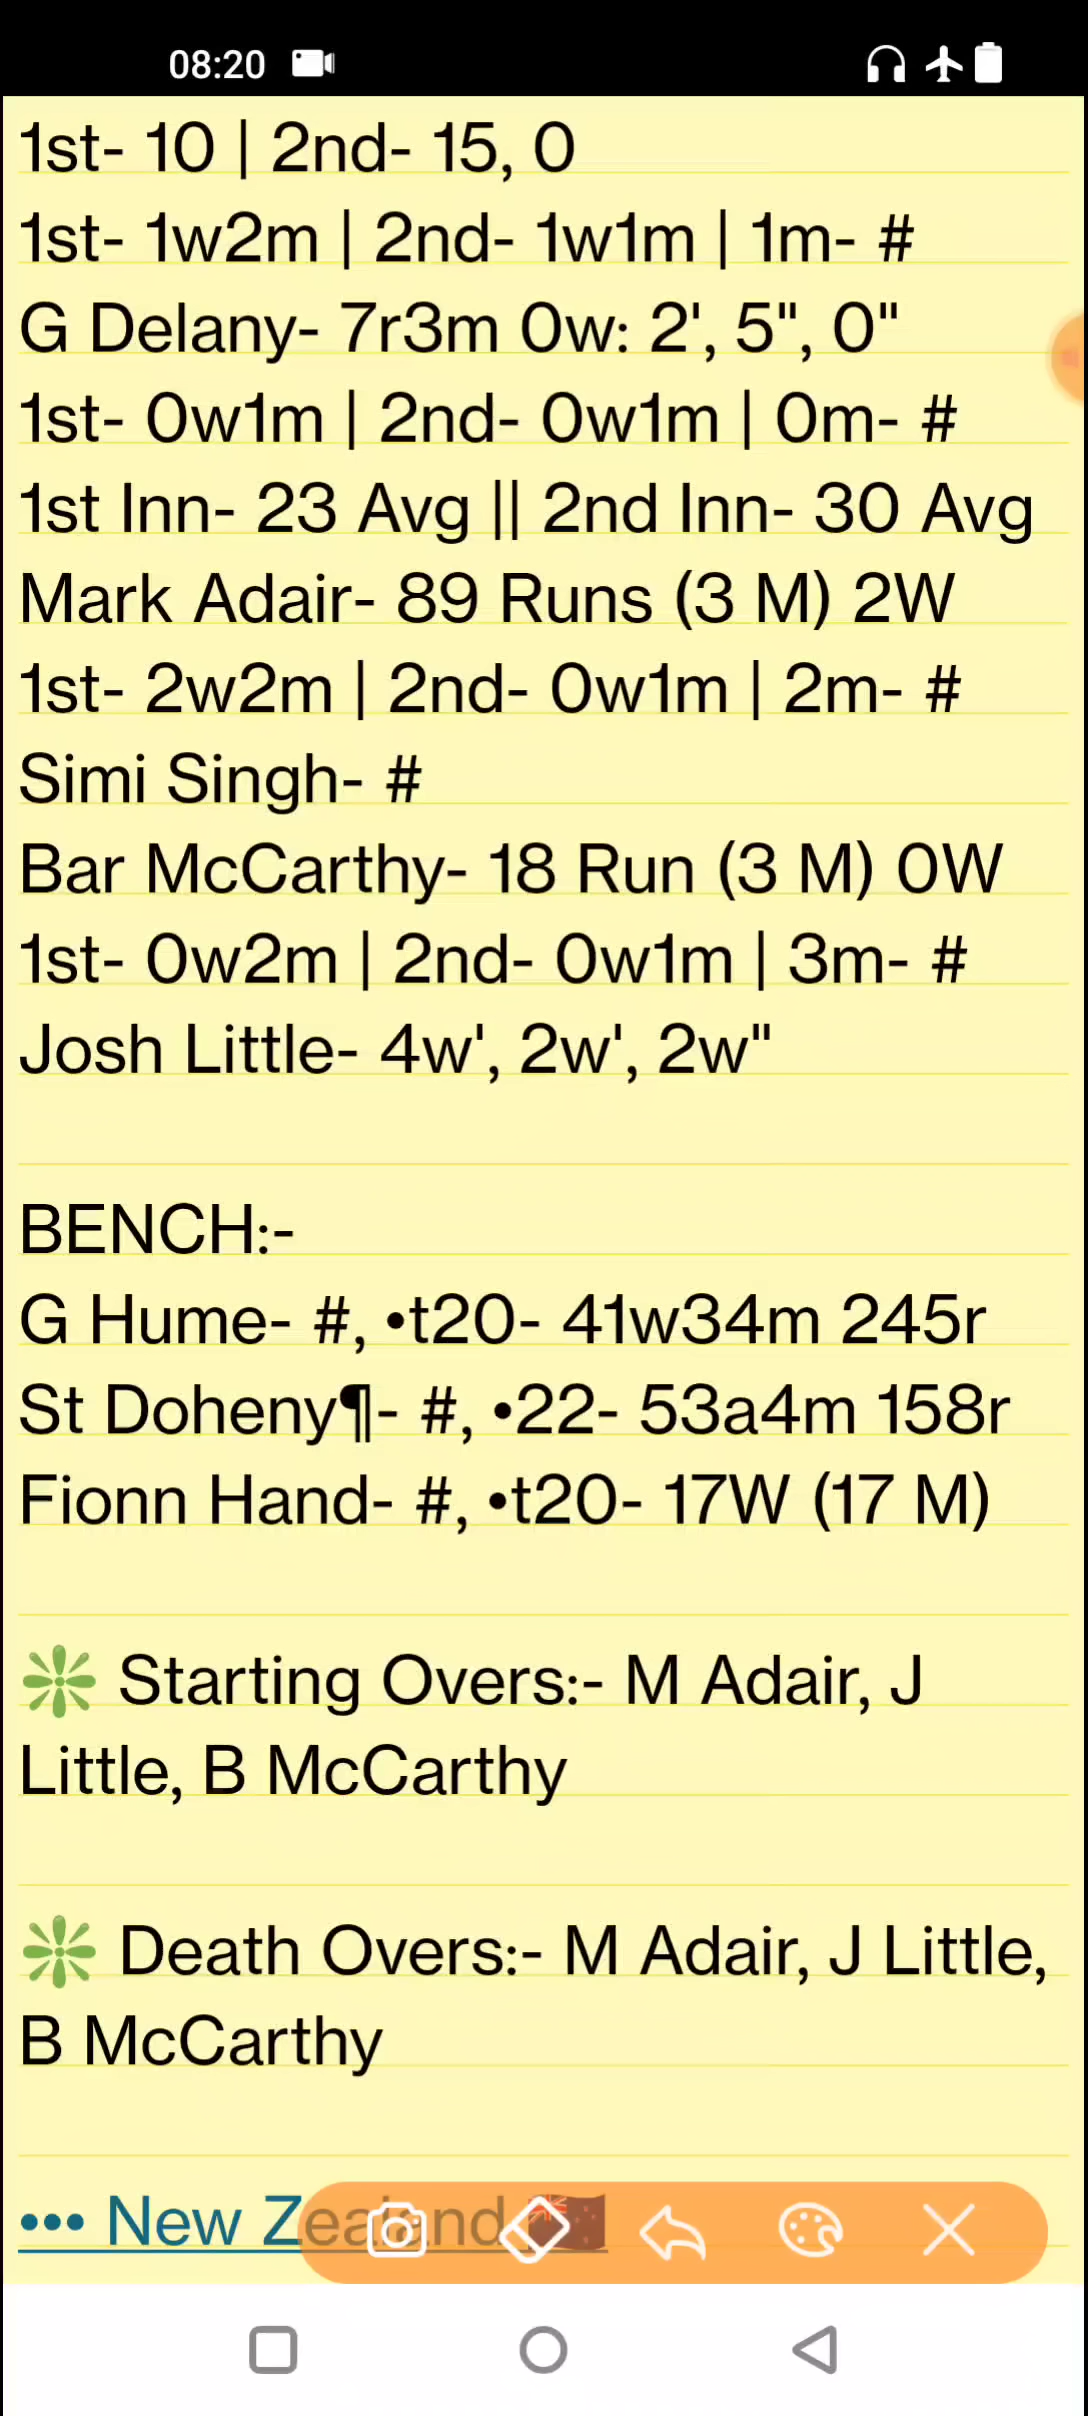 08:20
1st- 10 | 2nd- 15, 0
1st- 1w2m | 2nd- 1w1m | 1m- #
G Delany- 7r3m 0w: 2', 5", 0"
1st- 0w1m | 2nd- 0w1m | 0m- #
1st Inn- 23 Avg || 2nd Inn- 30 Avg
Mark Adair- 89 Runs (3 M) 2W
1st- 2w2m | 2nd- 0w1m | 2m- #
Simi Singh- #
Bar McCarthy- 18 Run (3 M) 0W
1st- 0w2m | 2nd- 0w1m | 3m- #
Josh Little- 4w', 2w', 2w"
BENCH:-
G Hume- #, •t20- 41w34m 245r
St Doheny¶- #, •22- 53a4m 158r
Fionn Hand- #, •t20- 17W (17 M)
❇️ Starting Overs:- M Adair, J
Little, B McCarthy
❇️ Death Overs:- M Adair, J Little,
B McCarthy
••• New Zealand 🇳🇿